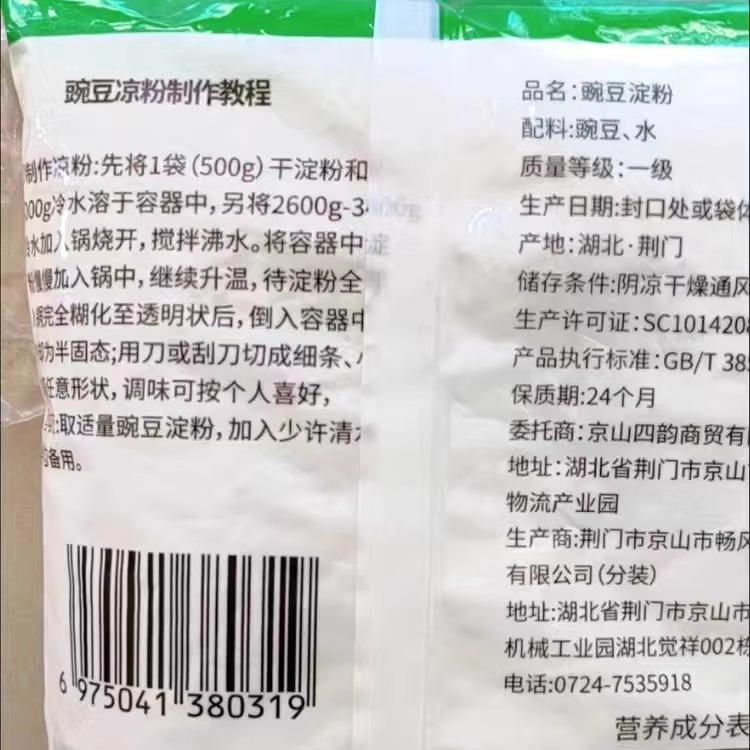 豌豆凉粉制作教程
制作凉粉:先将1袋(500g)干淀粉和
00g冷水溶于容器中,另将2600g-3
水加入锅烧开,搅拌沸水。将容器中淀
粉慢慢加入锅中,继续升温,待淀粉全
完全糊化至透明状后,倒入容器中
却为半固态;用刀或刮刀切成细条、
任意形状,调味可按个人喜好,
:取适量豌豆淀粉,加入少许清水
备用。
6 975041 380319
品名:豌豆淀粉
配料:豌豆、水
质量等级:一级
生产日期:封口处或袋体
产地:湖北·荆门
储存条件:阴凉干燥通风
生产许可证:SC1014208
产品执行标准:GB/T 38
保质期:24个月
委托商:京山四韵商贸有
地址:湖北省荆门市京山
物流产业园
生产商:荆门市京山市畅风
有限公司(分装)
地址:湖北省荆门市京山市
机械工业园湖北觉祥002栋
电话:0724-7535918
营养成分表